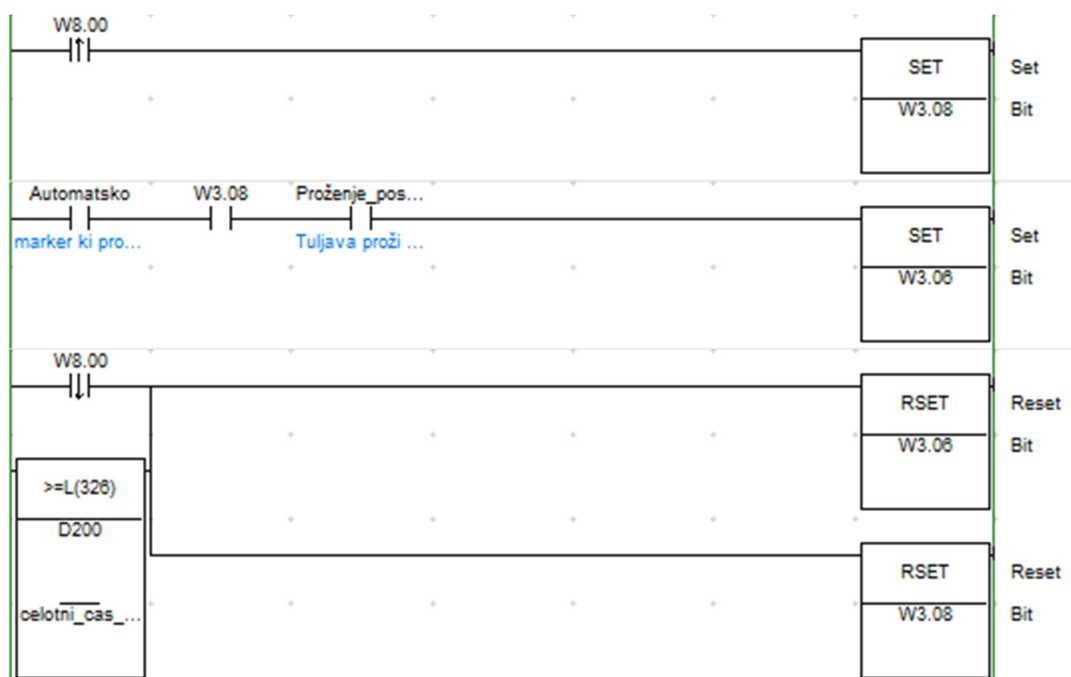 W8.00
SET Set
W3.08 Bit
Automatsko W3.08 Proženje_pos...
marker ki pro... Tuljava proži ...
SET Set
W3.06 Bit
W8.00
RSET Reset
W3.06 Bit
>=L(326)
D200
RSET Reset
celotni_cas_... W3.08 Bit